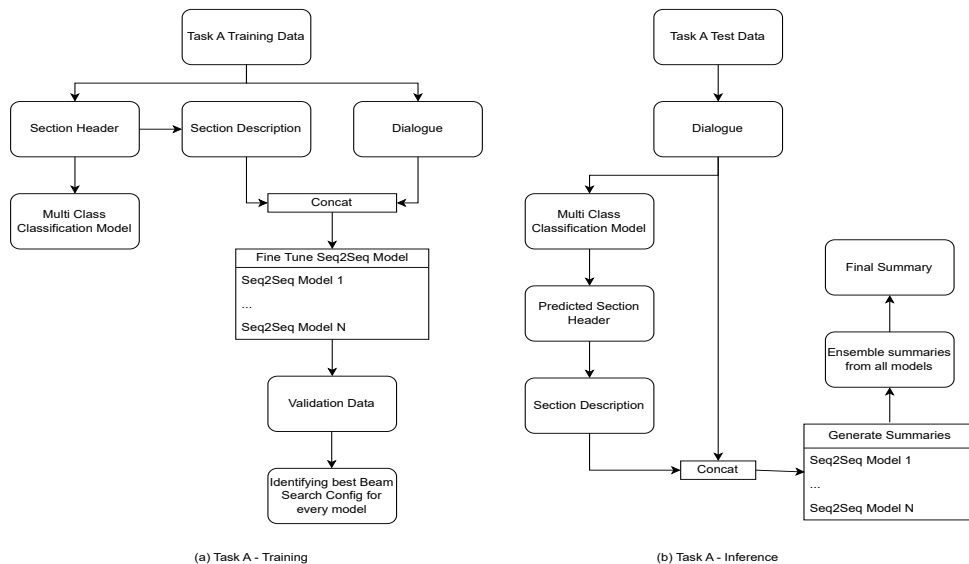 Task A Training Data
Section Header
Section Description
Dialogue
Multi Class
Classification Model
Concat
Fine Tune Seq2Seq Model
Seq2Seq Model 1
...
Seq2Seq Model N
Validation Data
Identifying best Beam
Search Config for
every model
(a) Task A - Training
Task A Test Data
Dialogue
Multi Class
Classification Model
Predicted Section
Header
Section Description
Concat
Generate Summaries
Seq2Seq Model 1
...
Seq2Seq Model N
Ensemble summaries
from all models
Final Summary
(b) Task A - Inference